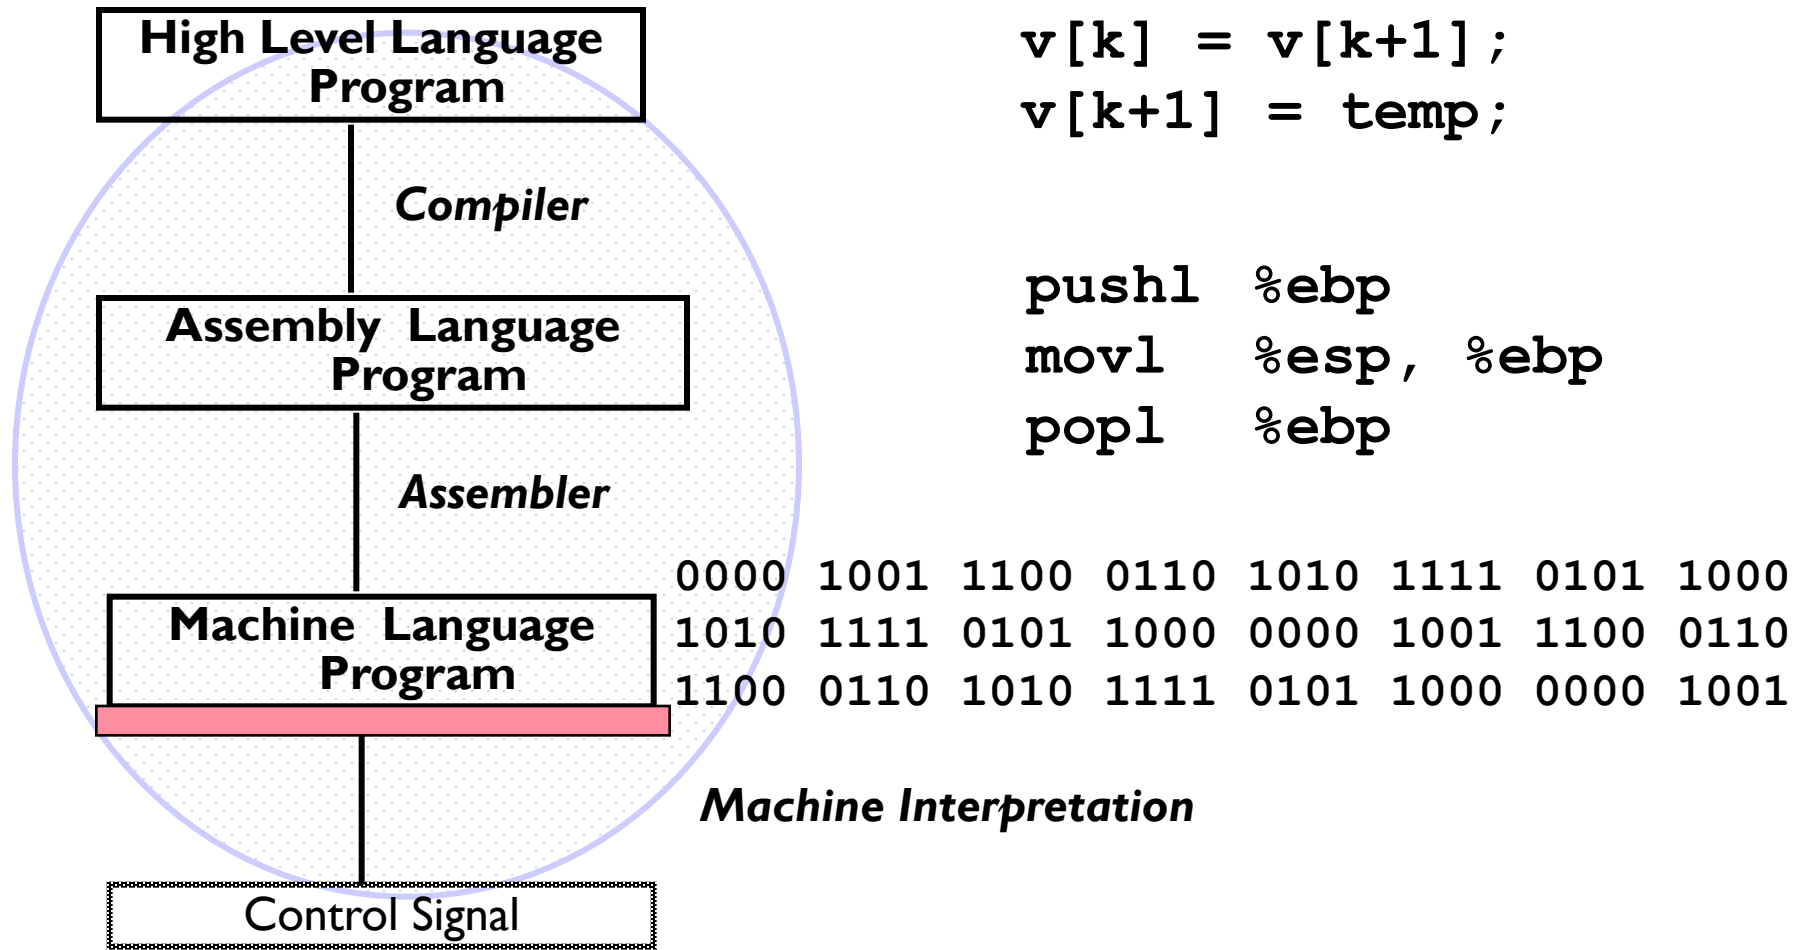 High Level Language
Program
v[k] = v[k+1];
v[k+1] = temp;
Compiler
Assembly Language
Program
pushl %ebp
movl %esp, %ebp
popl %ebp
Assembler
Machine Language
Program
0000 1001 1100 0110 1010 1111 0101 1000
1010 1111 0101 1000 0000 1001 1100 0110
1100 0110 1010 1111 0101 1000 0000 1001
Machine Interpretation
Control Signal